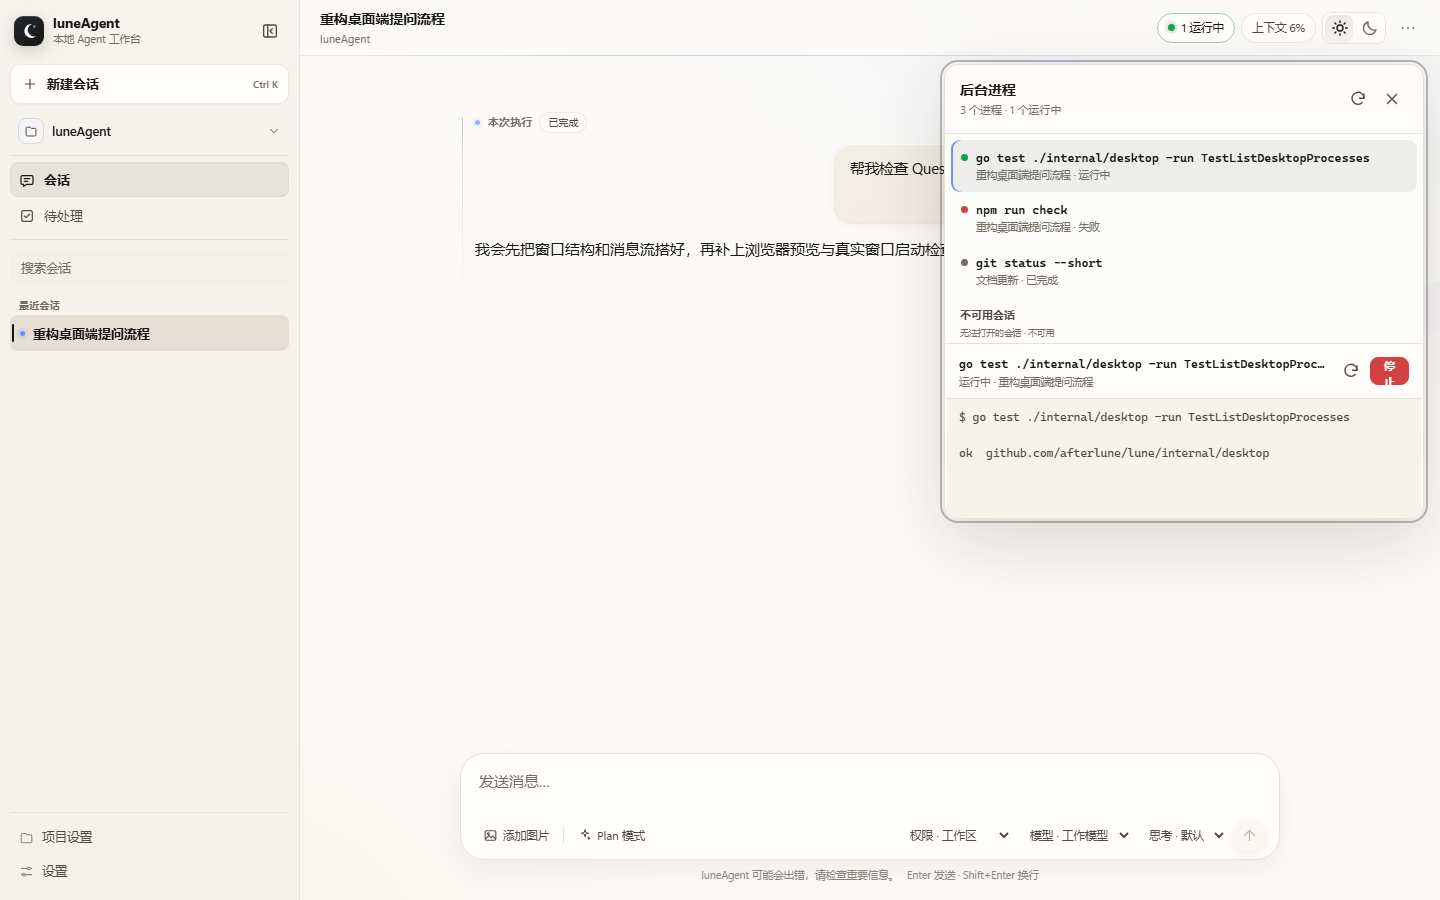 luneAgent
本地 Agent 工作台
新建会话 Ctrl K
luneAgent
会话
待处理
搜索会话
最近会话
重构桌面端提问流程
项目设置
设置
重构桌面端提问流程
luneAgent
1 运行中 上下文 6%
本次执行 已完成
帮我检查 Ques
我会先把窗口结构和消息流搭好，再补上浏览器预览与真实窗口启动检查
后台进程
3 个进程 · 1 个运行中
go test ./internal/desktop -run TestListDesktopProcesses
重构桌面端提问流程 · 运行中
npm run check
重构桌面端提问流程 · 失败
git status --short
文档更新 · 已完成
不可用会话
无法打开的会话 · 不可用
go test ./internal/desktop -run TestListDesktopProc…
运行中 · 重构桌面端提问流程
停
止
$ go test ./internal/desktop -run TestListDesktopProcesses
ok github.com/afterlune/lune/internal/desktop
发送消息...
添加图片 Plan 模式 权限 · 工作区 模型 · 工作模型 思考 · 默认
luneAgent 可能会出错，请检查重要信息。 Enter 发送 · Shift+Enter 换行